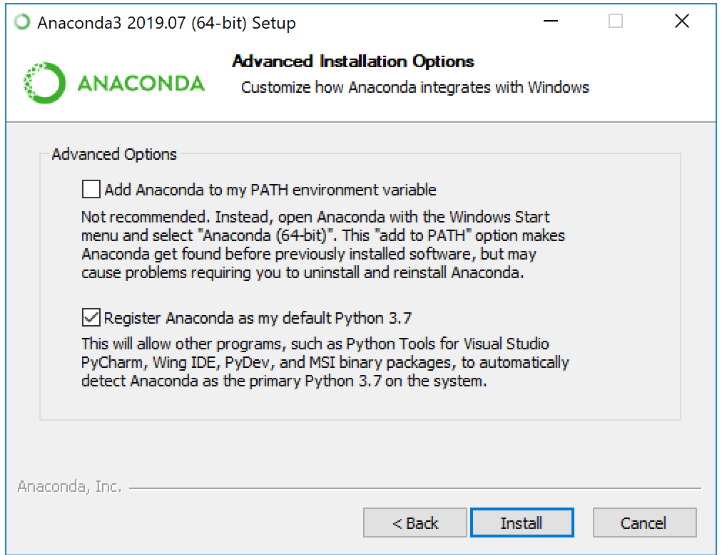 Anaconda3 2019.07 (64-bit) Setup
ANACONDA
Advanced Installation Options
Customize how Anaconda integrates with Windows
Advanced Options
Add Anaconda to my PATH environment variable
Not recommended. Instead, open Anaconda with the Windows Start
menu and select "Anaconda (64-bit)". This "add to PATH" option makes
Anaconda get found before previously installed software, but may
cause problems requiring you to uninstall and reinstall Anaconda.
Register Anaconda as my default Python 3.7
This will allow other programs, such as Python Tools for Visual Studio
PyCharm, Wing IDE, PyDev, and MSI binary packages, to automatically
detect Anaconda as the primary Python 3.7 on the system.
Anaconda, Inc.
< Back
Install
Cancel